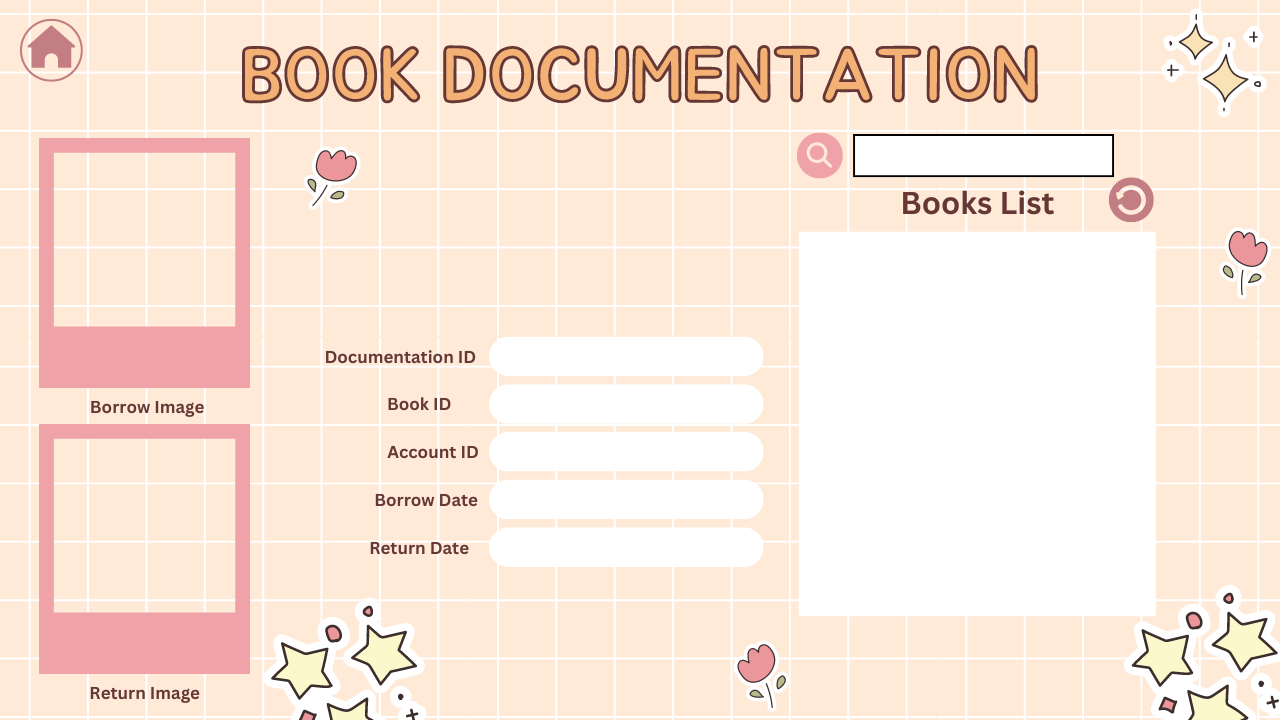 BOOK DOCUMENTATION
Books List
Documentation ID
Book ID
Account ID
Borrow Date
Return Date
Borrow Image
Return Image